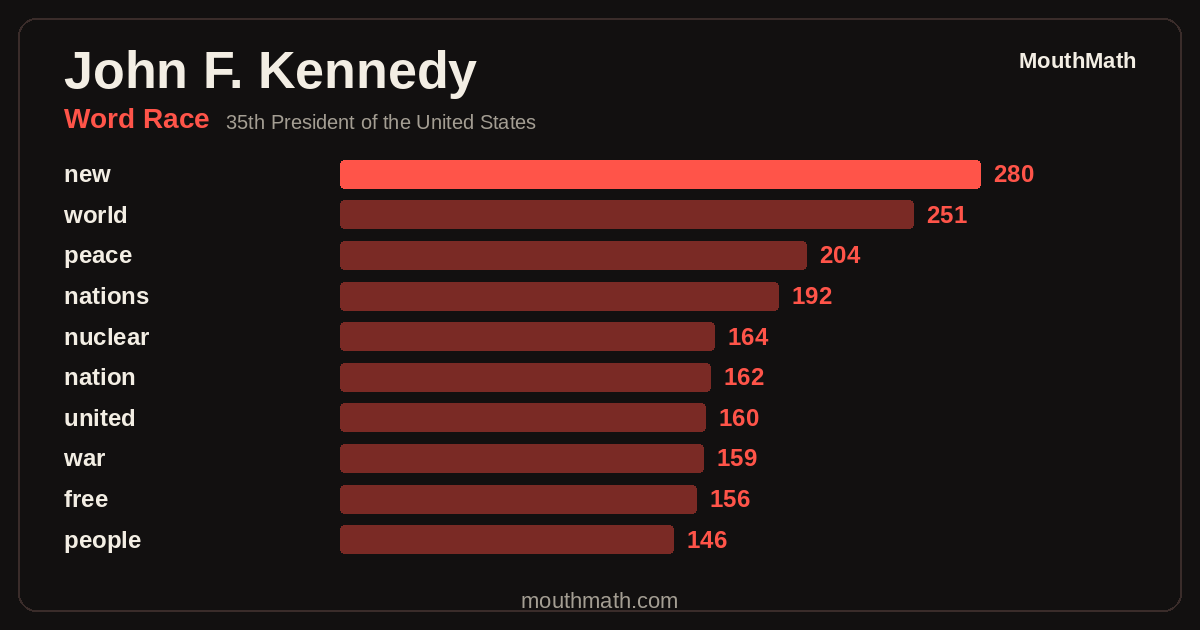 John F. Kennedy
MouthMath
Word Race 35th President of the United States
new 280
world 251
peace 204
nations 192
nuclear 164
nation 162
united 160
war 159
free 156
people 146
mouthmath.com